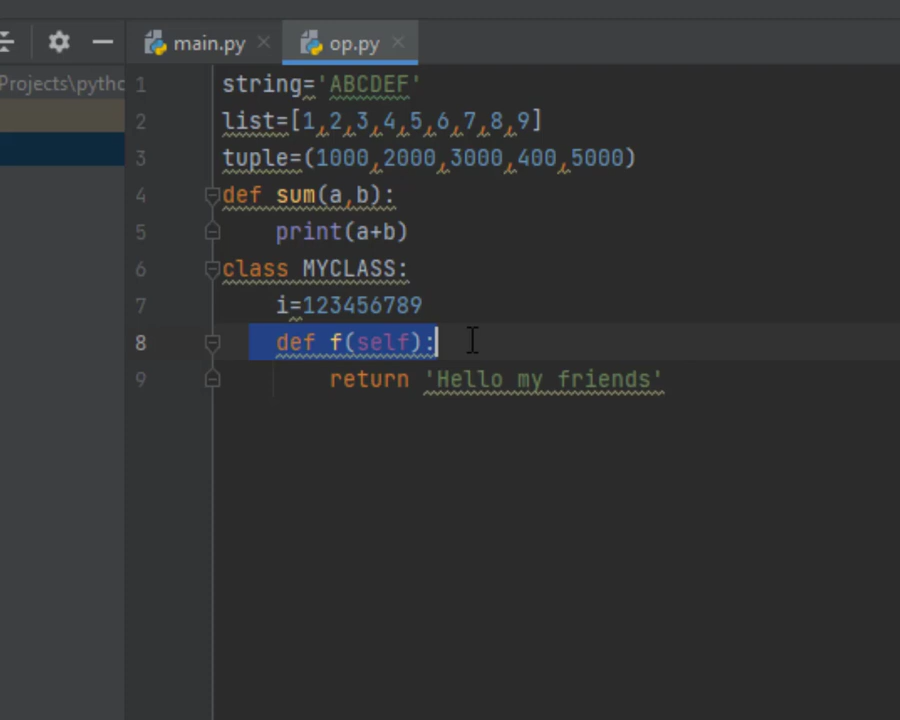 main.py op.py
Projects\pythc
1 string='ABCDEF'
2 list=[1,2,3,4,5,6,7,8,9]
3 tuple=(1000,2000,3000,400,5000)
4 def sum(a,b):
5     print(a+b)
6 class MYCLASS:
7     i=123456789
8     def f(self):
9         return 'Hello my friends'